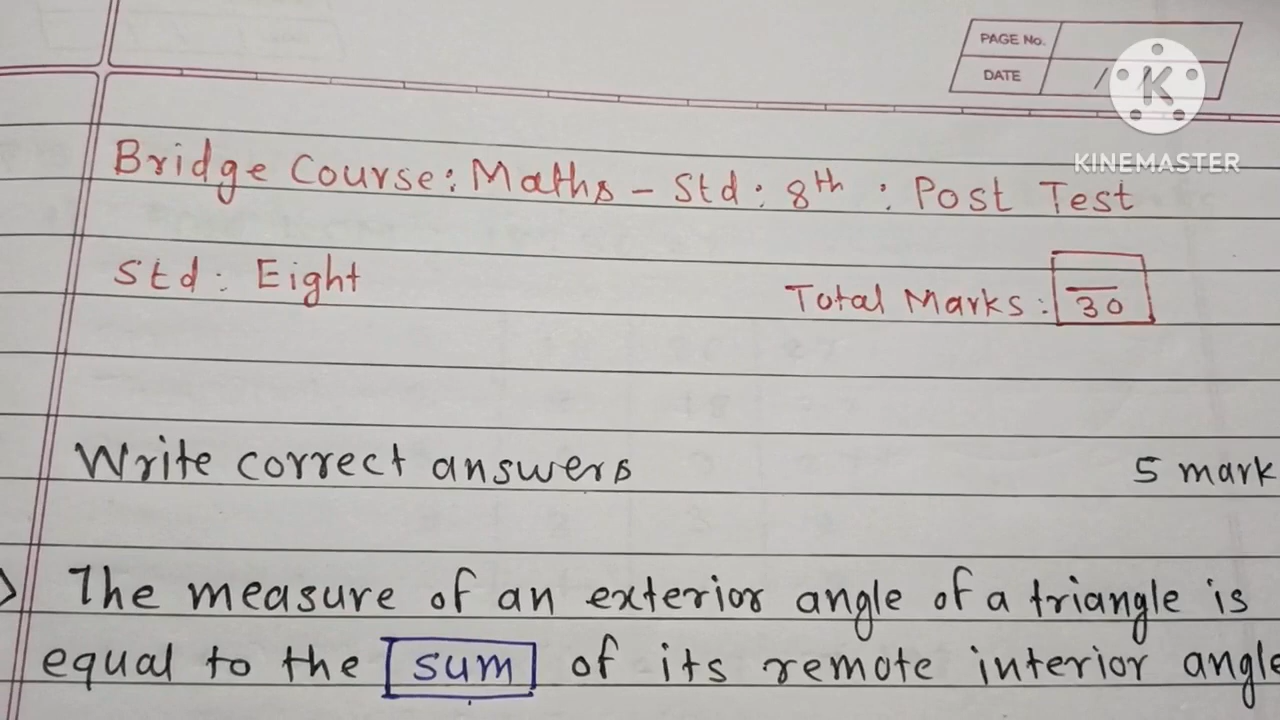 PAGE No.
DATE /
KINEMASTER
Bridge Course: Maths - Std: 8th : Post Test
Std: Eight
Total Marks: 30
Write correct answers 5 mark
The measure of an exterior angle of a triangle is
equal to the sum of its remote interior angle